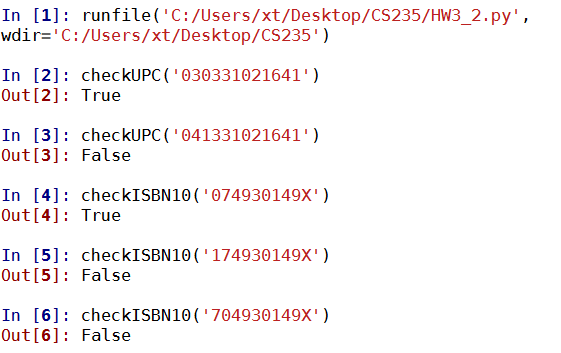 In [1]: runfile('C:/Users/xt/Desktop/CS235/HW3_2.py',
wdir='C:/Users/xt/Desktop/CS235')
In [2]: checkUPC('030331021641')
Out[2]: True
In [3]: checkUPC('041331021641')
Out[3]: False
In [4]: checkISBN10('074930149X')
Out[4]: True
In [5]: checkISBN10('174930149X')
Out[5]: False
In [6]: checkISBN10('704930149X')
Out[6]: False